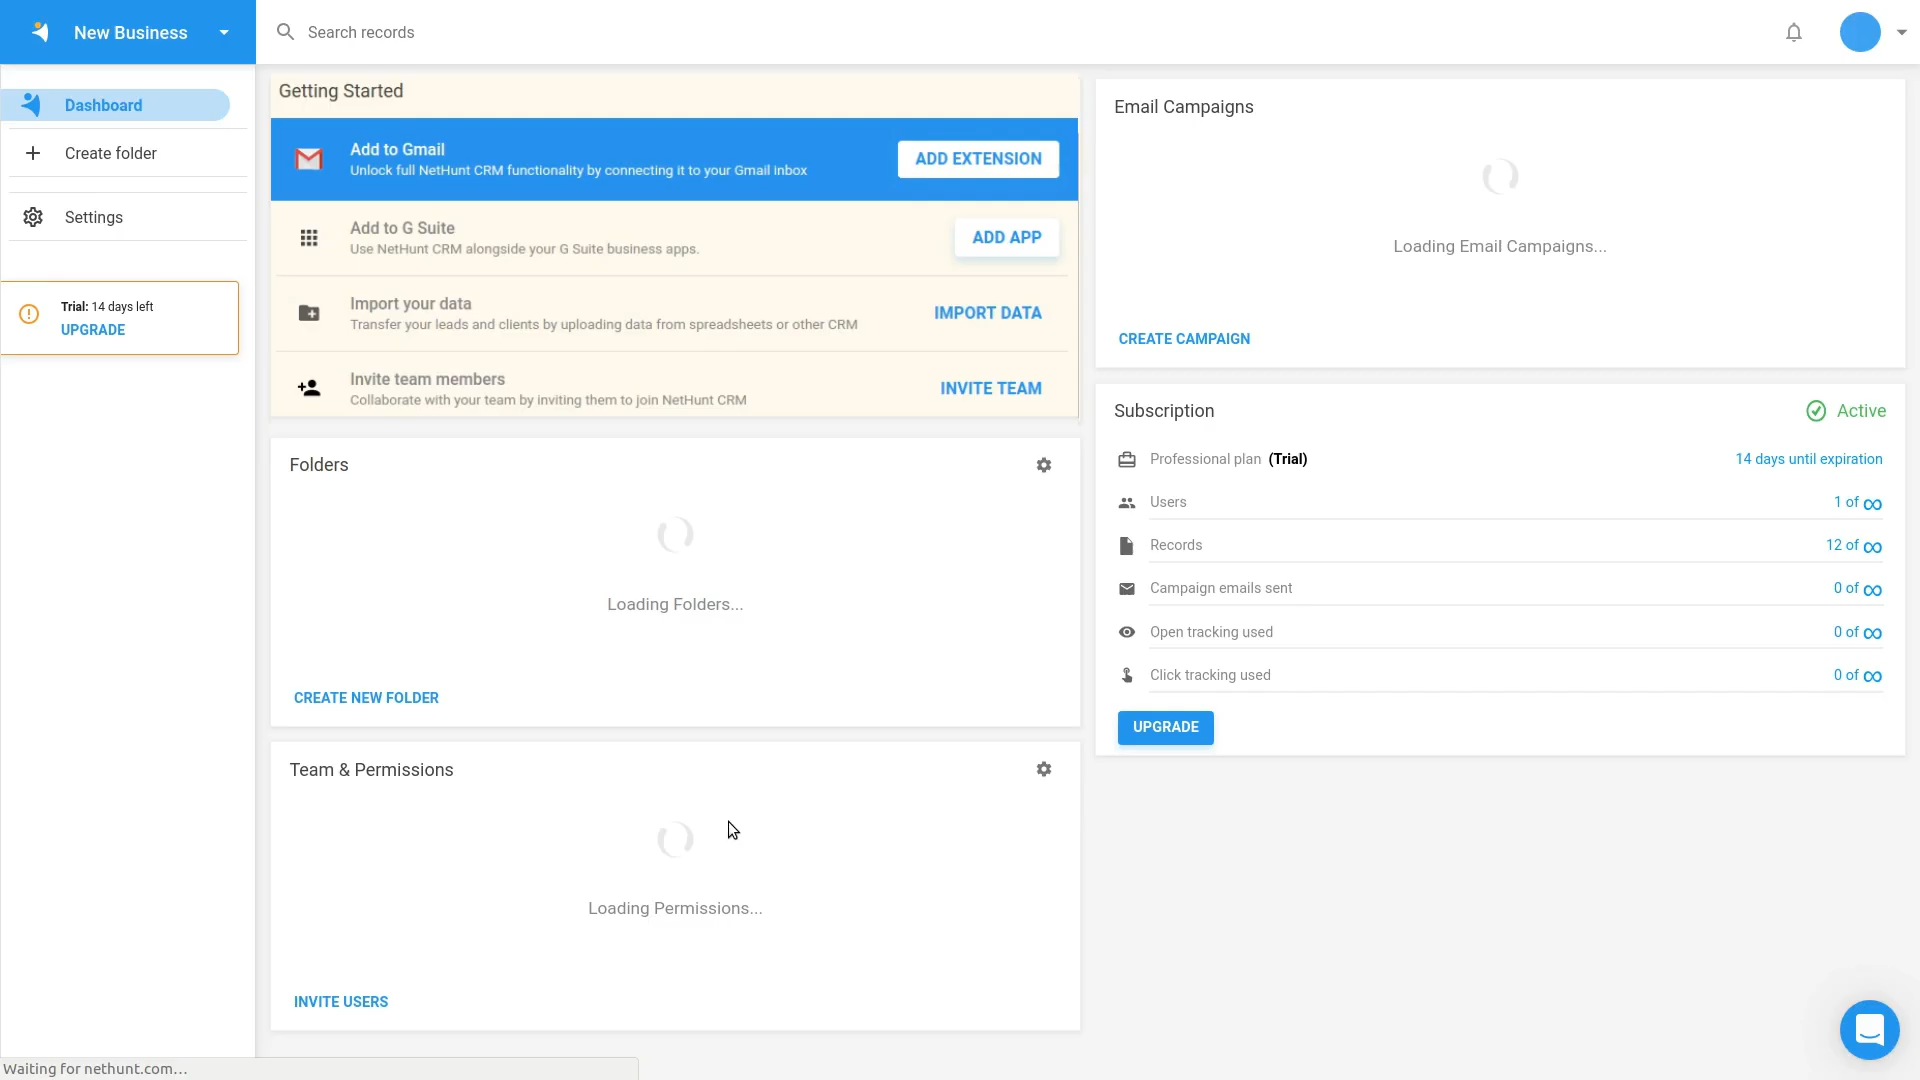 New Business
Search records
Dashboard
Create folder
Settings
Trial: 14 days left
UPGRADE
Getting Started
Add to Gmail
Unlock full NetHunt CRM functionality by connecting it to your Gmail inbox
ADD EXTENSION
Add to G Suite
Use NetHunt CRM alongside your G Suite business apps.
ADD APP
Import your data
Transfer your leads and clients by uploading data from spreadsheets or other CRM
IMPORT DATA
Invite team members
Collaborate with your team by inviting them to join NetHunt CRM
INVITE TEAM
Folders
Loading Folders...
CREATE NEW FOLDER
Team & Permissions
Loading Permissions...
INVITE USERS
Email Campaigns
Loading Email Campaigns...
CREATE CAMPAIGN
Subscription
Active
Professional plan (Trial)
14 days until expiration
Users
1 of ∞
Records
12 of ∞
Campaign emails sent
0 of ∞
Open tracking used
0 of ∞
Click tracking used
0 of ∞
UPGRADE
Waiting for nethunt.com...